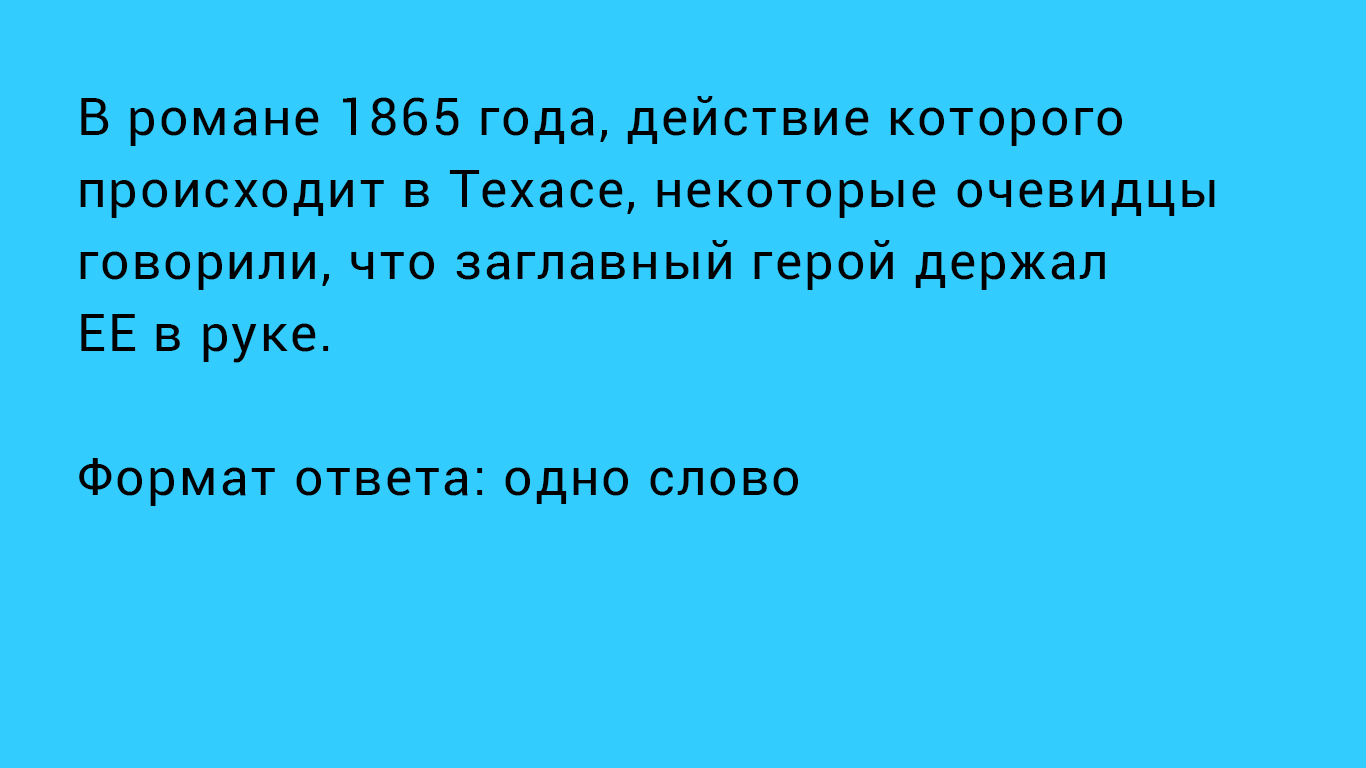 В романе 1865 года, действие которого
происходит в Техасе, некоторые очевидцы
говорили, что заглавный герой держал
ЕЕ в руке.
Формат ответа: одно слово